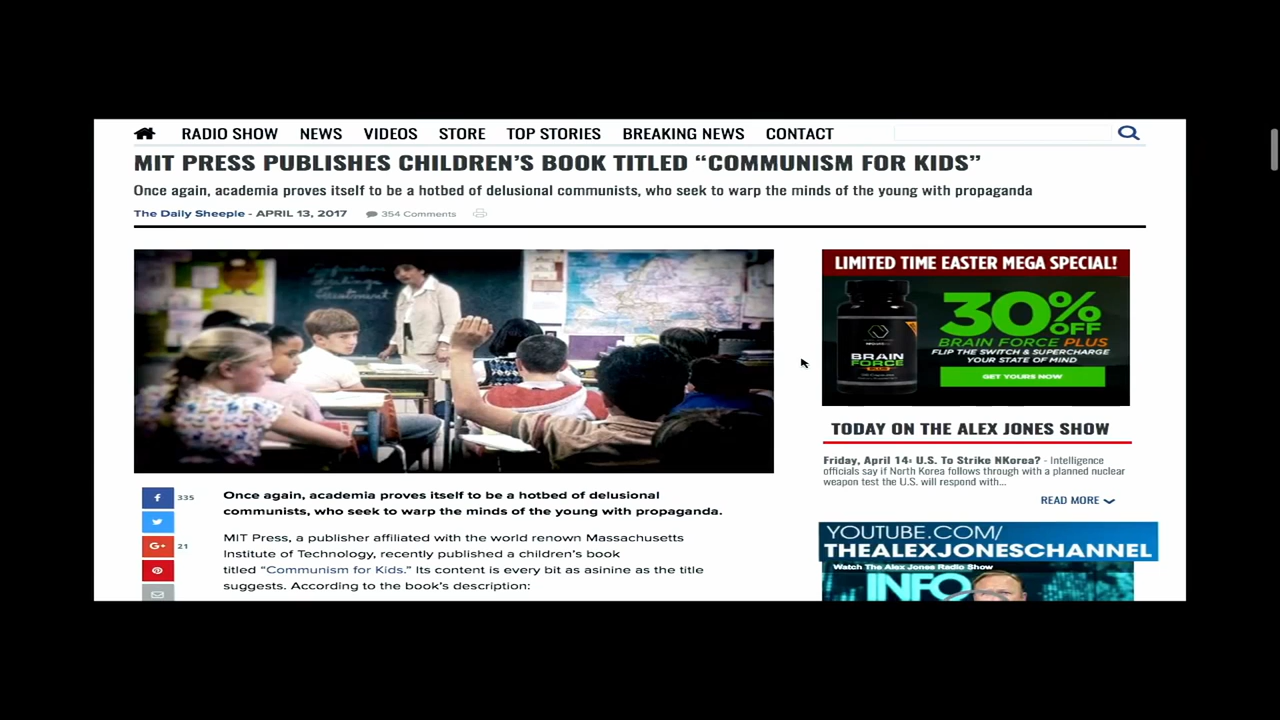 RADIO SHOW NEWS VIDEOS STORE TOP STORIES BREAKING NEWS CONTACT
MIT PRESS PUBLISHES CHILDREN'S BOOK TITLED “COMMUNISM FOR KIDS”
Once again, academia proves itself to be a hotbed of delusional communists, who seek to warp the minds of the young with propaganda
The Daily Sheeple - APRIL 13, 2017 354 Comments
treatment
335
21
Once again, academia proves itself to be a hotbed of delusional
communists, who seek to warp the minds of the young with propaganda.
MIT Press, a publisher affiliated with the world renown Massachusetts
Institute of Technology, recently published a children's book
titled “Communism for Kids.” Its content is every bit as asinine as the title
suggests. According to the book's description:
LIMITED TIME EASTER MEGA SPECIAL!
30% OFF
BRAIN FORCE PLUS
FLIP THE SWITCH & SUPERCHARGE
YOUR STATE OF MIND
GET YOURS NOW
BRAIN
FORCE
PLUS
TODAY ON THE ALEX JONES SHOW
Friday, April 14: U.S. To Strike NKorea? - Intelligence
officials say if North Korea follows through with a planned nuclear
weapon test the U.S. will respond with...
READ MORE
YOUTUBE.COM/
THEALEXJONESCHANNEL
Watch The Alex Jones Radio Show
INFO